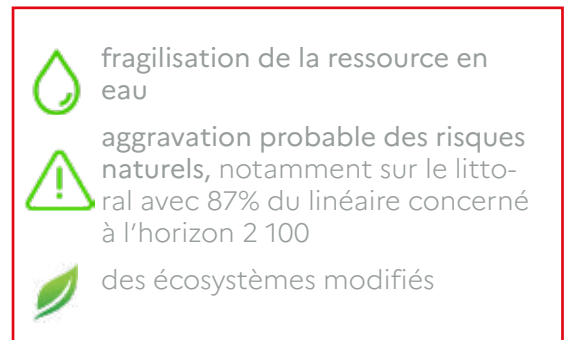 fragilisation de la ressource en
eau
aggravation probable des risques
naturels, notamment sur le litto-
ral avec 87% du linéaire concerné
à l'horizon 2 100
des écosystèmes modifiés